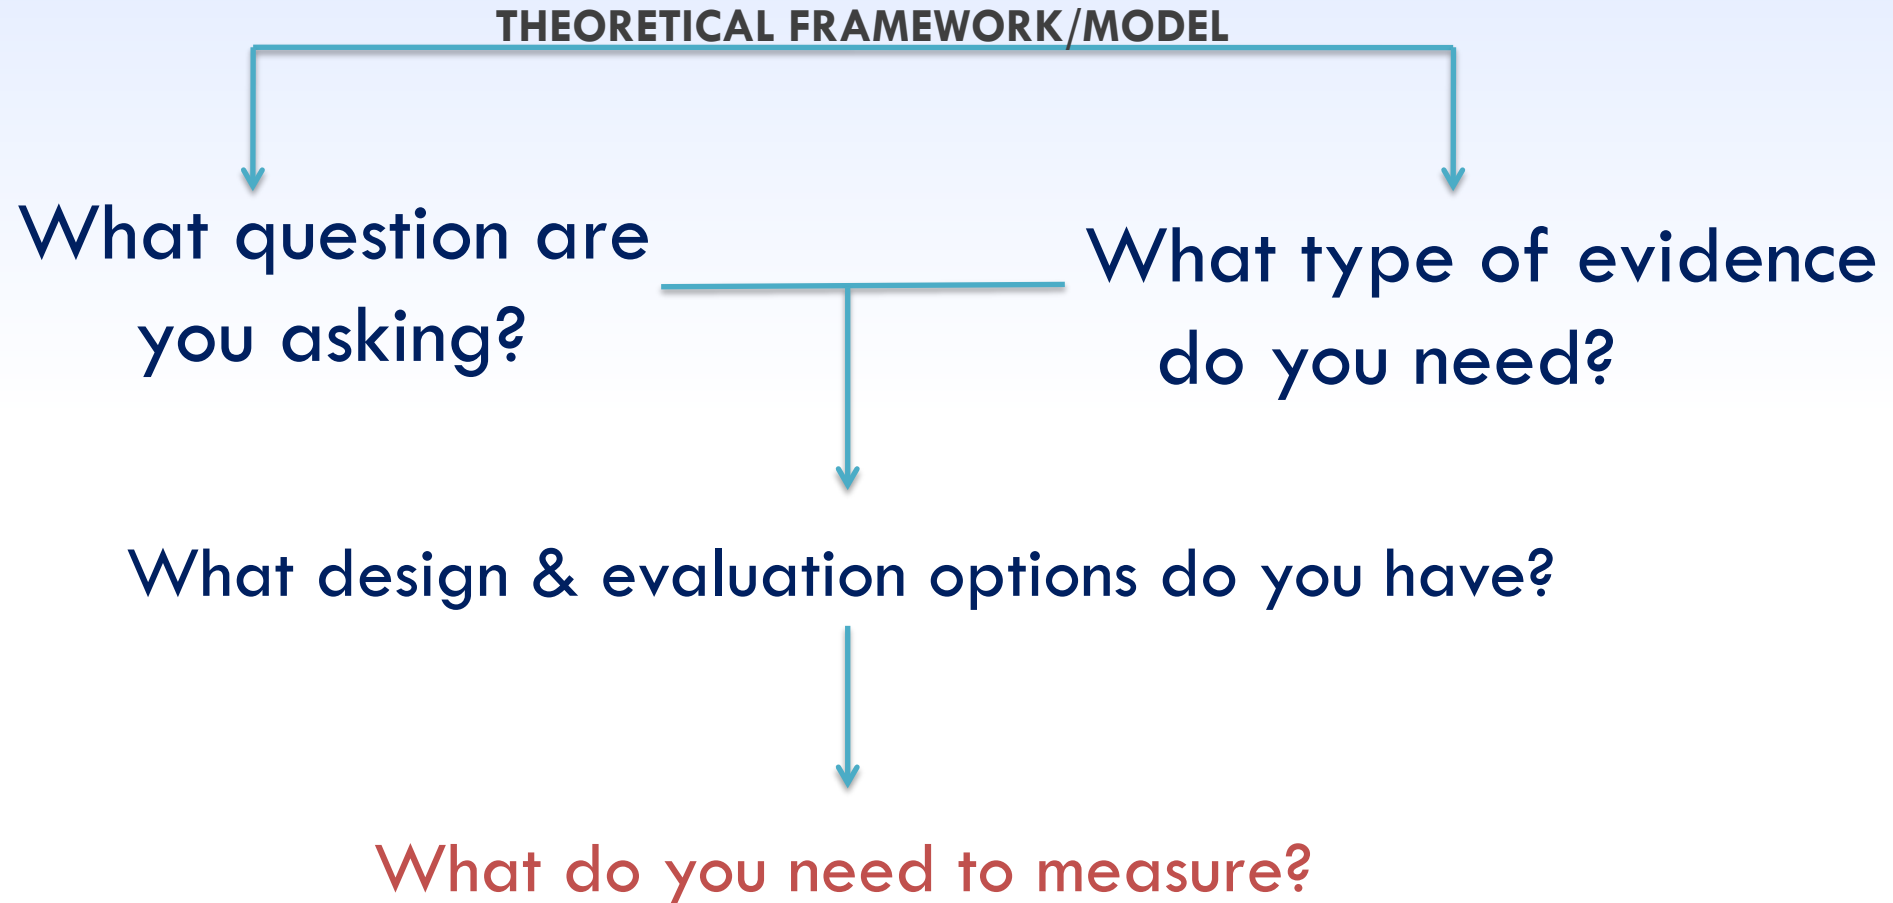 THEORETICAL FRAMEWORK/MODEL
What question are
you asking?
What type of evidence
do you need?
What design & evaluation options do you have?
What do you need to measure?